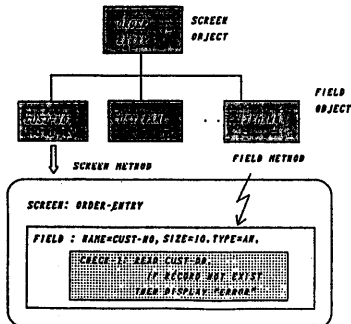 SCREEN
OBJECT
FIELD
OBJECT
SCREEN METHOD
FIELD METHOD
SCREEN: ORDER-ENTRY
FIELD : NAME=CUST-NO, SIZE=10, TYPE=AN,
CHECK-1: READ CUST-DB,
IF RECORD NOT EXIST
THEN DISPLAY "ERROR"